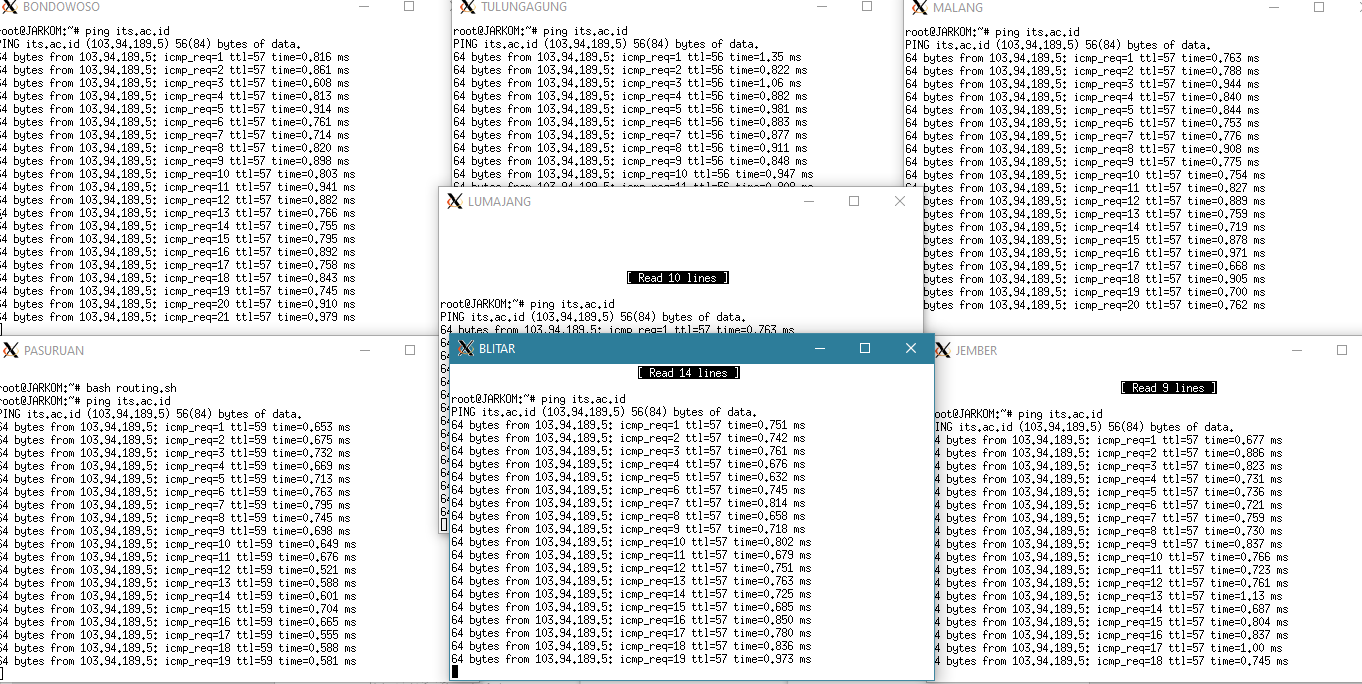 BONDOWOSO
root@JARKOM:~# ping its.ac.id
PING its.ac.id (103.94.189.5) 56(84) bytes of data.
64 bytes from 103.94.189.5: icmp_req=1 ttl=57 time=0.816 ms
64 bytes from 103.94.189.5: icmp_req=2 ttl=57 time=0.861 ms
64 bytes from 103.94.189.5: icmp_req=3 ttl=57 time=0.608 ms
64 bytes from 103.94.189.5: icmp_req=4 ttl=57 time=0.813 ms
64 bytes from 103.94.189.5: icmp_req=5 ttl=57 time=0.914 ms
64 bytes from 103.94.189.5: icmp_req=6 ttl=57 time=0.761 ms
64 bytes from 103.94.189.5: icmp_req=7 ttl=57 time=0.714 ms
64 bytes from 103.94.189.5: icmp_req=8 ttl=57 time=0.820 ms
64 bytes from 103.94.189.5: icmp_req=9 ttl=57 time=0.898 ms
64 bytes from 103.94.189.5: icmp_req=10 ttl=57 time=0.803 ms
64 bytes from 103.94.189.5: icmp_req=11 ttl=57 time=0.941 ms
64 bytes from 103.94.189.5: icmp_req=12 ttl=57 time=0.882 ms
64 bytes from 103.94.189.5: icmp_req=13 ttl=57 time=0.766 ms
64 bytes from 103.94.189.5: icmp_req=14 ttl=57 time=0.755 ms
64 bytes from 103.94.189.5: icmp_req=15 ttl=57 time=0.795 ms
64 bytes from 103.94.189.5: icmp_req=16 ttl=57 time=0.892 ms
64 bytes from 103.94.189.5: icmp_req=17 ttl=57 time=0.758 ms
64 bytes from 103.94.189.5: icmp_req=18 ttl=57 time=0.843 ms
64 bytes from 103.94.189.5: icmp_req=19 ttl=57 time=0.745 ms
64 bytes from 103.94.189.5: icmp_req=20 ttl=57 time=0.910 ms
64 bytes from 103.94.189.5: icmp_req=21 ttl=57 time=0.979 ms
TULUNGAGUNG
root@JARKOM:~# ping its.ac.id
PING its.ac.id (103.94.189.5) 56(84) bytes of data.
64 bytes from 103.94.189.5: icmp_req=1 ttl=56 time=1.35 ms
64 bytes from 103.94.189.5: icmp_req=2 ttl=56 time=0.822 ms
64 bytes from 103.94.189.5: icmp_req=3 ttl=56 time=1.06 ms
64 bytes from 103.94.189.5: icmp_req=4 ttl=56 time=0.882 ms
64 bytes from 103.94.189.5: icmp_req=5 ttl=56 time=0.981 ms
64 bytes from 103.94.189.5: icmp_req=6 ttl=56 time=0.883 ms
64 bytes from 103.94.189.5: icmp_req=7 ttl=56 time=0.877 ms
64 bytes from 103.94.189.5: icmp_req=8 ttl=56 time=0.911 ms
64 bytes from 103.94.189.5: icmp_req=9 ttl=56 time=0.848 ms
64 bytes from 103.94.189.5: icmp_req=10 ttl=56 time=0.947 ms
MALANG
root@JARKOM:~# ping its.ac.id
PING its.ac.id (103.94.189.5) 56(84) bytes of data.
64 bytes from 103.94.189.5: icmp_req=1 ttl=57 time=0.763 ms
64 bytes from 103.94.189.5: icmp_req=2 ttl=57 time=0.788 ms
64 bytes from 103.94.189.5: icmp_req=3 ttl=57 time=0.944 ms
64 bytes from 103.94.189.5: icmp_req=4 ttl=57 time=0.840 ms
64 bytes from 103.94.189.5: icmp_req=5 ttl=57 time=0.844 ms
64 bytes from 103.94.189.5: icmp_req=6 ttl=57 time=0.753 ms
64 bytes from 103.94.189.5: icmp_req=7 ttl=57 time=0.776 ms
64 bytes from 103.94.189.5: icmp_req=8 ttl=57 time=0.908 ms
64 bytes from 103.94.189.5: icmp_req=9 ttl=57 time=0.775 ms
64 bytes from 103.94.189.5: icmp_req=10 ttl=57 time=0.754 ms
64 bytes from 103.94.189.5: icmp_req=11 ttl=57 time=0.827 ms
64 bytes from 103.94.189.5: icmp_req=12 ttl=57 time=0.889 ms
64 bytes from 103.94.189.5: icmp_req=13 ttl=57 time=0.759 ms
64 bytes from 103.94.189.5: icmp_req=14 ttl=57 time=0.719 ms
64 bytes from 103.94.189.5: icmp_req=15 ttl=57 time=0.878 ms
64 bytes from 103.94.189.5: icmp_req=16 ttl=57 time=0.971 ms
64 bytes from 103.94.189.5: icmp_req=17 ttl=57 time=0.668 ms
64 bytes from 103.94.189.5: icmp_req=18 ttl=57 time=0.905 ms
64 bytes from 103.94.189.5: icmp_req=19 ttl=57 time=0.700 ms
64 bytes from 103.94.189.5: icmp_req=20 ttl=57 time=0.762 ms
LUMAJANG
[ Read 10 lines ]
root@JARKOM:~# ping its.ac.id
PING its.ac.id (103.94.189.5) 56(84) bytes of data.
64 bytes from 103.94.189.5: icmp_req=1 ttl=57 time=0.763 ms
PASURUAN
root@JARKOM:~# bash routing.sh
root@JARKOM:~# ping its.ac.id
PING its.ac.id (103.94.189.5) 56(84) bytes of data.
64 bytes from 103.94.189.5: icmp_req=1 ttl=59 time=0.653 ms
64 bytes from 103.94.189.5: icmp_req=2 ttl=59 time=0.675 ms
64 bytes from 103.94.189.5: icmp_req=3 ttl=59 time=0.732 ms
64 bytes from 103.94.189.5: icmp_req=4 ttl=59 time=0.669 ms
64 bytes from 103.94.189.5: icmp_req=5 ttl=59 time=0.713 ms
64 bytes from 103.94.189.5: icmp_req=6 ttl=59 time=0.763 ms
64 bytes from 103.94.189.5: icmp_req=7 ttl=59 time=0.795 ms
64 bytes from 103.94.189.5: icmp_req=8 ttl=59 time=0.745 ms
64 bytes from 103.94.189.5: icmp_req=9 ttl=59 time=0.698 ms
64 bytes from 103.94.189.5: icmp_req=10 ttl=59 time=0.649 ms
64 bytes from 103.94.189.5: icmp_req=11 ttl=59 time=0.676 ms
64 bytes from 103.94.189.5: icmp_req=12 ttl=59 time=0.521 ms
64 bytes from 103.94.189.5: icmp_req=13 ttl=59 time=0.588 ms
64 bytes from 103.94.189.5: icmp_req=14 ttl=59 time=0.601 ms
64 bytes from 103.94.189.5: icmp_req=15 ttl=59 time=0.704 ms
64 bytes from 103.94.189.5: icmp_req=16 ttl=59 time=0.665 ms
64 bytes from 103.94.189.5: icmp_req=17 ttl=59 time=0.555 ms
64 bytes from 103.94.189.5: icmp_req=18 ttl=59 time=0.588 ms
64 bytes from 103.94.189.5: icmp_req=19 ttl=59 time=0.581 ms
BLITAR
[ Read 14 lines ]
root@JARKOM:~# ping its.ac.id
PING its.ac.id (103.94.189.5) 56(84) bytes of data.
64 bytes from 103.94.189.5: icmp_req=1 ttl=57 time=0.751 ms
64 bytes from 103.94.189.5: icmp_req=2 ttl=57 time=0.742 ms
64 bytes from 103.94.189.5: icmp_req=3 ttl=57 time=0.761 ms
64 bytes from 103.94.189.5: icmp_req=4 ttl=57 time=0.676 ms
64 bytes from 103.94.189.5: icmp_req=5 ttl=57 time=0.632 ms
64 bytes from 103.94.189.5: icmp_req=6 ttl=57 time=0.745 ms
64 bytes from 103.94.189.5: icmp_req=7 ttl=57 time=0.814 ms
64 bytes from 103.94.189.5: icmp_req=8 ttl=57 time=0.658 ms
64 bytes from 103.94.189.5: icmp_req=9 ttl=57 time=0.718 ms
64 bytes from 103.94.189.5: icmp_req=10 ttl=57 time=0.802 ms
64 bytes from 103.94.189.5: icmp_req=11 ttl=57 time=0.679 ms
64 bytes from 103.94.189.5: icmp_req=12 ttl=57 time=0.751 ms
64 bytes from 103.94.189.5: icmp_req=13 ttl=57 time=0.763 ms
64 bytes from 103.94.189.5: icmp_req=14 ttl=57 time=0.725 ms
64 bytes from 103.94.189.5: icmp_req=15 ttl=57 time=0.685 ms
64 bytes from 103.94.189.5: icmp_req=16 ttl=57 time=0.850 ms
64 bytes from 103.94.189.5: icmp_req=17 ttl=57 time=0.780 ms
64 bytes from 103.94.189.5: icmp_req=18 ttl=57 time=0.836 ms
64 bytes from 103.94.189.5: icmp_req=19 ttl=57 time=0.973 ms
JEMBER
[ Read 9 lines ]
root@JARKOM:~# ping its.ac.id
PING its.ac.id (103.94.189.5) 56(84) bytes of data.
4 bytes from 103.94.189.5: icmp_req=1 ttl=57 time=0.677 ms
4 bytes from 103.94.189.5: icmp_req=2 ttl=57 time=0.886 ms
4 bytes from 103.94.189.5: icmp_req=3 ttl=57 time=0.823 ms
4 bytes from 103.94.189.5: icmp_req=4 ttl=57 time=0.731 ms
4 bytes from 103.94.189.5: icmp_req=5 ttl=57 time=0.736 ms
4 bytes from 103.94.189.5: icmp_req=6 ttl=57 time=0.721 ms
4 bytes from 103.94.189.5: icmp_req=7 ttl=57 time=0.759 ms
4 bytes from 103.94.189.5: icmp_req=8 ttl=57 time=0.730 ms
4 bytes from 103.94.189.5: icmp_req=9 ttl=57 time=0.837 ms
4 bytes from 103.94.189.5: icmp_req=10 ttl=57 time=0.766 ms
4 bytes from 103.94.189.5: icmp_req=11 ttl=57 time=0.723 ms
4 bytes from 103.94.189.5: icmp_req=12 ttl=57 time=0.761 ms
4 bytes from 103.94.189.5: icmp_req=13 ttl=57 time=1.13 ms
4 bytes from 103.94.189.5: icmp_req=14 ttl=57 time=0.687 ms
4 bytes from 103.94.189.5: icmp_req=15 ttl=57 time=0.804 ms
4 bytes from 103.94.189.5: icmp_req=16 ttl=57 time=0.837 ms
4 bytes from 103.94.189.5: icmp_req=17 ttl=57 time=1.00 ms
4 bytes from 103.94.189.5: icmp_req=18 ttl=57 time=0.745 ms